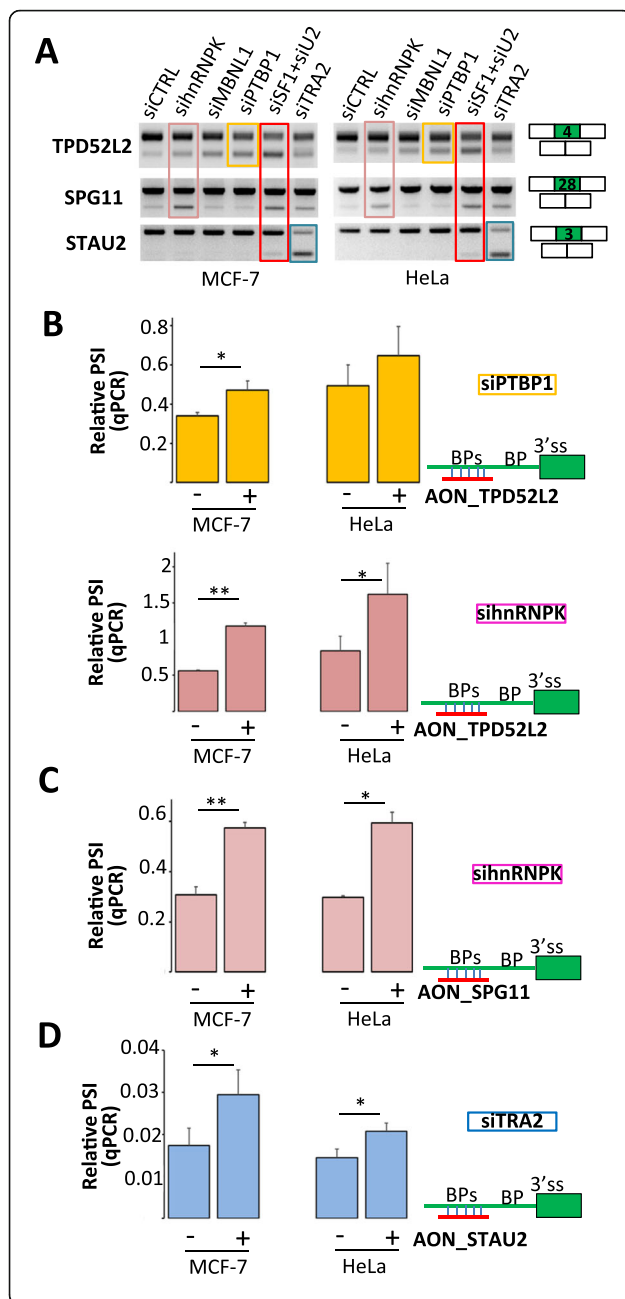 A
siCTRL
sihnRNPK
siMBNL1
siPTBP1
siSF1+siU2
siTRA2
siCTRL
sihnRNPK
siMBNL1
siPTBP1
siSF1+siU2
siTRA2
TPD52L2
4
SPG11
28
STAU2
3
MCF-7
HeLa
B
Relative PSI
(qPCR)
0.8
0.6
0.4
0.2
*
- +
MCF-7
- +
HeLa
siPTBP1
3'ss
BPs BP
AON_TPD52L2
Relative PSI
(qPCR)
2
1.5
1
0.5
**
*
- +
MCF-7
- +
HeLa
sihnRNPK
3'ss
BPs BP
AON_TPD52L2
C
Relative PSI
(qPCR)
0.6
0.4
0.2
**
*
- +
MCF-7
- +
HeLa
sihnRNPK
3'ss
BPs BP
AON_SPG11
D
Relative PSI
(qPCR)
0.04
0.03
0.02
0.01
*
*
- +
MCF-7
- +
HeLa
siTRA2
3'ss
BPs BP
AON_STAU2